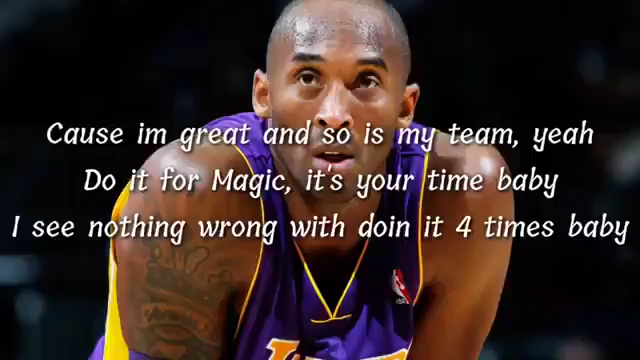 Cause im great and so is my team, yeah
Do it for Magic, it's your time baby
I see nothing wrong with doin it 4 times baby